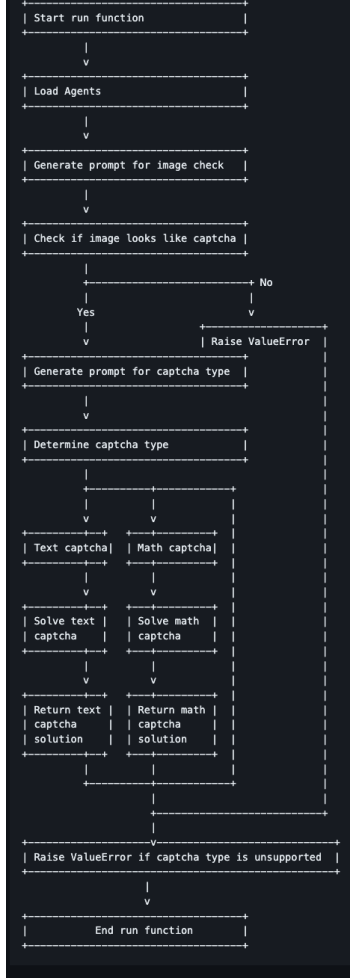 Start run function
v
Load Agents
v
Generate prompt for image check
v
Check if image looks like captcha
No
Yes v
v Raise ValueError
Generate prompt for captcha type
v
Determine captcha type
v v
Text captcha Math captcha
v v
Solve text Solve math
captcha captcha
v v
Return text Return math
captcha captcha
solution solution
v
Raise ValueError if captcha type is unsupported
v
End run function